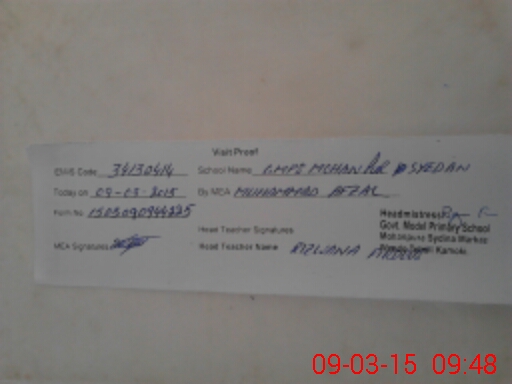 Visit Proof
EMIS Code 34130414 School Name GMPS MOHAN PUR SYEDAN
Today on 09-03-2015 By MEA MUHAMMAD AFZAL
Form No
Head Teacher Signatures
MEA Signatures Head Teacher Name RIZWANA
Headmistress
Govt. Model Primary School
Kamoke
09-03-15 09:48